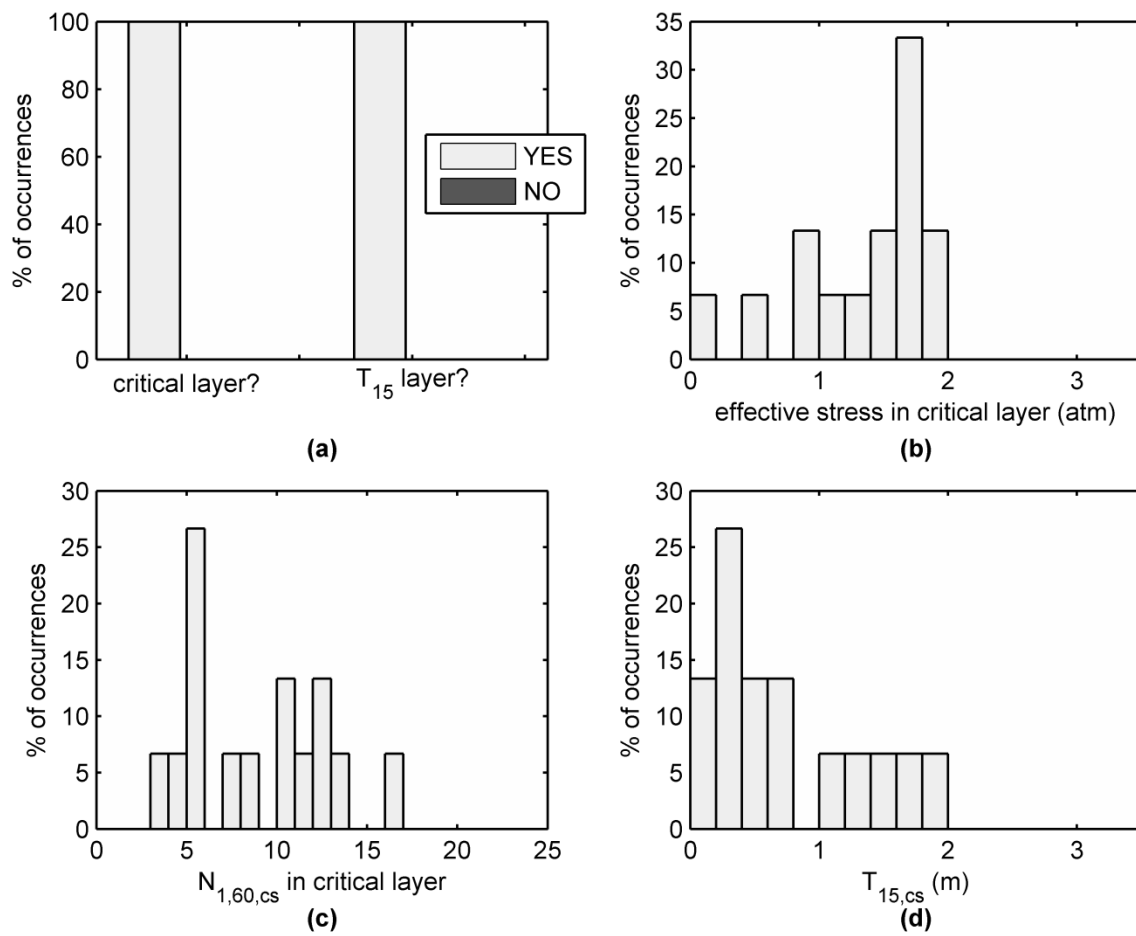 100
80
60
40
20
0
% of occurrences
critical layer?
T15 layer?
YES
NO
(a)
35
30
25
20
15
10
5
0
% of occurrences
0 1 2 3
effective stress in critical layer (atm)
(b)
30
25
20
15
10
5
0
% of occurrences
0 5 10 15 20 25
N1,60,cs in critical layer
(c)
30
25
20
15
10
5
0
% of occurrences
0 1 2 3
T15,cs (m)
(d)